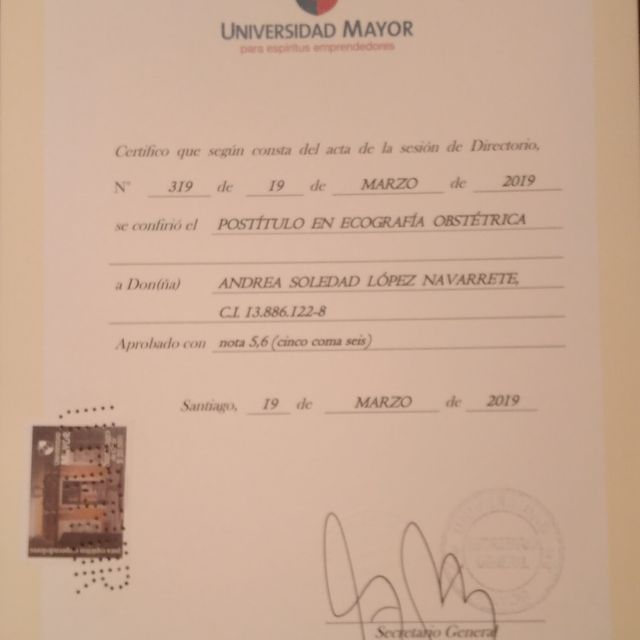 UNIVERSIDAD MAYOR
para espíritus emprendedores
Certifico que según consta del acta de la sesión de Directorio,
N° 319 de 19 de MARZO de 2019
se confirió el POSTÍTULO EN ECOGRAFÍA OBSTÉTRICA
a Don(ña) ANDREA SOLEDAD LÓPEZ NAVARRETE,
C.I. 13.886.122-8
Aprobado con nota 5,6 (cinco coma seis)
Santiago, 19 de MARZO de 2019
Secretario General